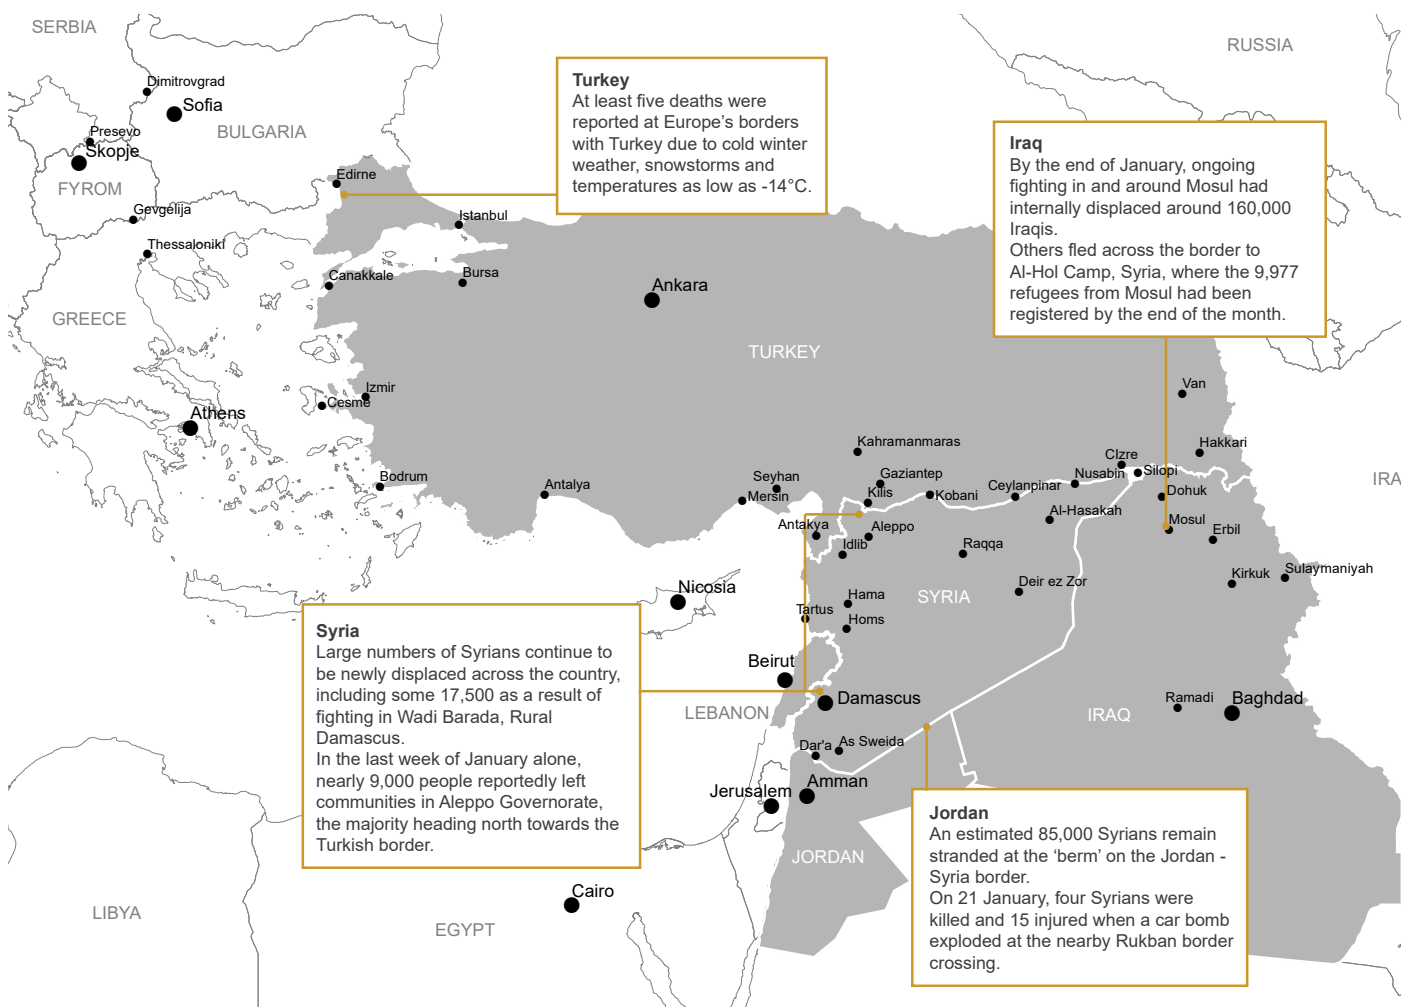 SERBIA
RUSSIA
Dimitrovgrad
Sofia
BULGARIA
Presevo
Skopje
FYROM
Gevgelija
Thessaloniki
GREECE
Athens
Turkey
At least five deaths were
reported at Europe's borders
with Turkey due to cold winter
weather, snowstorms and
temperatures as low as -14°C.
Iraq
By the end of January, ongoing
fighting in and around Mosul had
internally displaced around 160,000
Iraqis.
Others fled across the border to
Al-Hol Camp, Syria, where the 9,977
refugees from Mosul had been
registered by the end of the month.
Edirne
Istanbul
Canakkale
Bursa
Ankara
TURKEY
Izmir
Cesme
Bodrum
Antalya
Van
Hakkari
Kahramanmaras
Seyhan
Mersin
Gaziantep
Kilis
Kobani
Ceylanpinar
Nusabin
CIzre
Silopi
IRA
Dohuk
Mosul
Erbil
Kirkuk
Sulaymaniyah
Antakya
Aleppo
Idlib
Al-Hasakah
Raqqa
Deir ez Zor
SYRIA
Hama
Homs
Tartus
Nicosia
Beirut
LEBANON
Damascus
Dar'a
As Sweida
Ramadi
Baghdad
IRAQ
Jerusalem
Amman
JORDAN
Syria
Large numbers of Syrians continue to
be newly displaced across the country,
including some 17,500 as a result of
fighting in Wadi Barada, Rural
Damascus.
In the last week of January alone,
nearly 9,000 people reportedly left
communities in Aleppo Governorate,
the majority heading north towards the
Turkish border.
Jordan
An estimated 85,000 Syrians remain
stranded at the ‘berm’ on the Jordan -
Syria border.
On 21 January, four Syrians were
killed and 15 injured when a car bomb
exploded at the nearby Rukban border
crossing.
Cairo
LIBYA
EGYPT